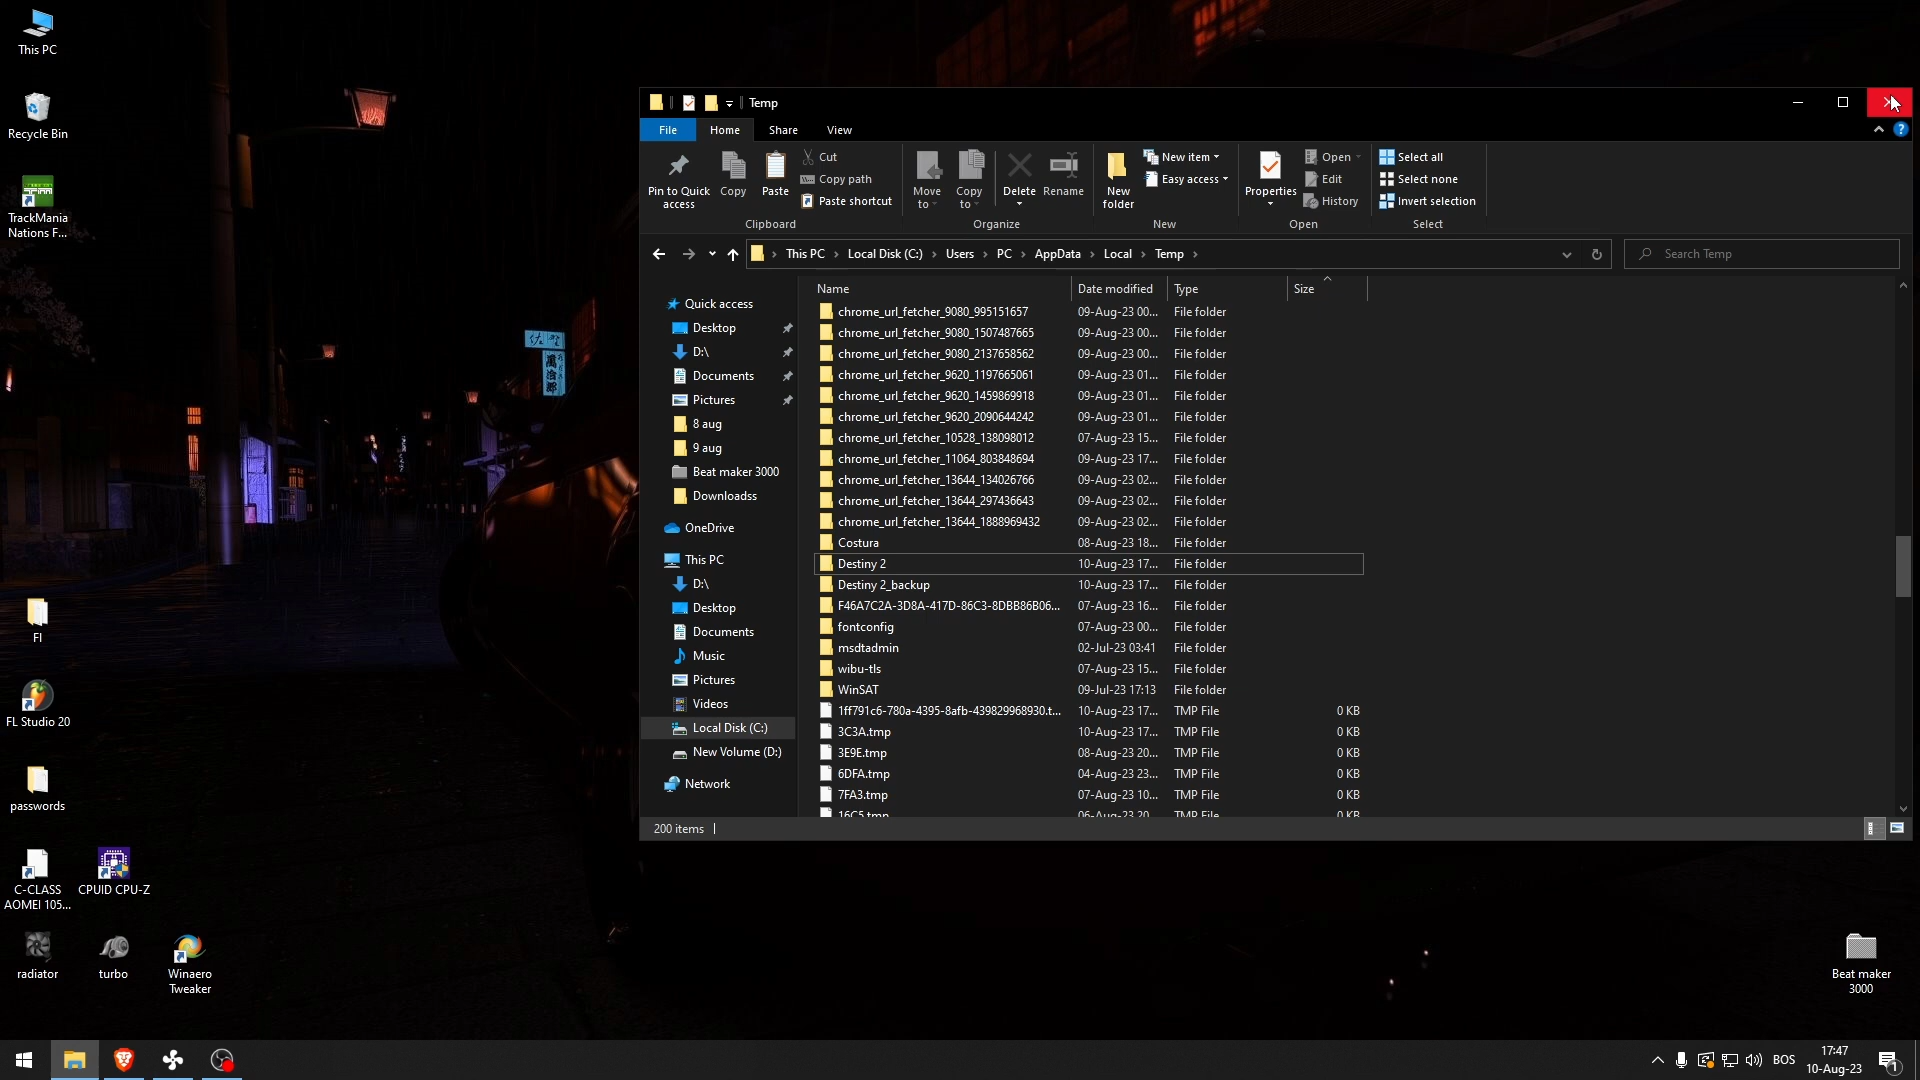 This PC
Recycle Bin
TrackMania
Nations F...
FI
FL Studio 20
passwords
C-CLASS
AOMEI 105...
CPUID CPU-Z
radiator
turbo
Winaero
Tweaker
Beat maker
3000
Temp
File
Home
Share
View
Pin to Quick
access
Copy
Paste
Cut
Copy path
Paste shortcut
Clipboard
Move
to
Copy
to
Delete
Rename
Organize
New
folder
New item
Easy access
New
Properties
Open
Edit
History
Open
Select all
Select none
Invert selection
Select
This PC › Local Disk (C:) › Users › PC › AppData › Local › Temp ›
Search Temp
Quick access
Desktop
D:\
Documents
Pictures
8 aug
9 aug
Beat maker 3000
Downloadss
OneDrive
This PC
D:\
Desktop
Documents
Music
Pictures
Videos
Local Disk (C:)
New Volume (D:)
Network
Name Date modified Type Size
chrome_url_fetcher_9080_995151657 09-Aug-23 00... File folder
chrome_url_fetcher_9080_1507487665 09-Aug-23 00... File folder
chrome_url_fetcher_9080_2137658562 09-Aug-23 00... File folder
chrome_url_fetcher_9620_1197665061 09-Aug-23 01... File folder
chrome_url_fetcher_9620_1459869918 09-Aug-23 01... File folder
chrome_url_fetcher_9620_2090644242 09-Aug-23 01... File folder
chrome_url_fetcher_10528_138098012 07-Aug-23 15... File folder
chrome_url_fetcher_11064_803848694 09-Aug-23 17... File folder
chrome_url_fetcher_13644_134026766 09-Aug-23 02... File folder
chrome_url_fetcher_13644_297436643 09-Aug-23 02... File folder
chrome_url_fetcher_13644_1888969432 09-Aug-23 02... File folder
Costura 08-Aug-23 18... File folder
Destiny 2 10-Aug-23 17... File folder
Destiny 2_backup 10-Aug-23 17... File folder
F46A7C2A-3D8A-417D-86C3-8DBB86B06... 07-Aug-23 16... File folder
fontconfig 07-Aug-23 00... File folder
msdtadmin 02-Jul-23 03:41 File folder
wibu-tls 07-Aug-23 15... File folder
WinSAT 09-Jul-23 17:13 File folder
1ff791c6-780a-4395-8afb-439829968930.t... 10-Aug-23 17... TMP File 0 KB
3C3A.tmp 10-Aug-23 17... TMP File 0 KB
3E9E.tmp 08-Aug-23 20... TMP File 0 KB
6DFA.tmp 04-Aug-23 23... TMP File 0 KB
7FA3.tmp 07-Aug-23 10... TMP File 0 KB
16C5.tmp 06-Aug-23 20... TMP File 0 KB
200 items
BOS
17:47
10-Aug-23
1